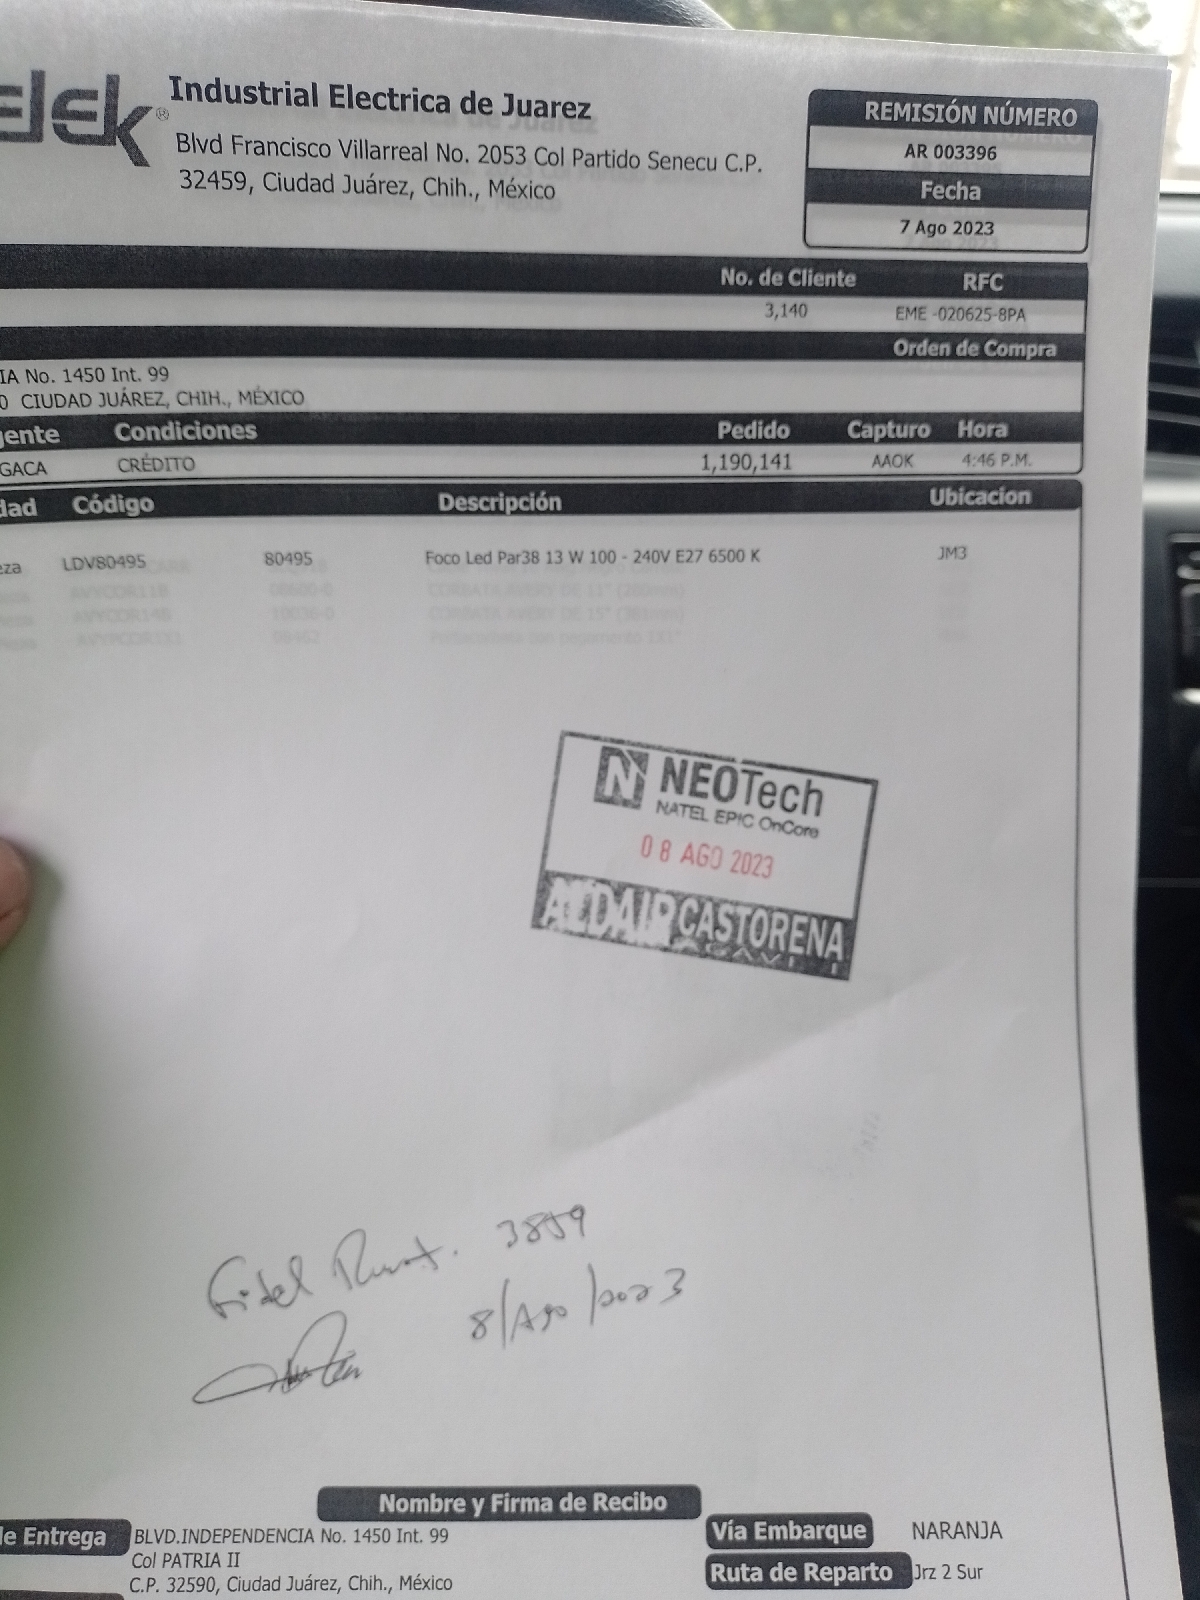 elek®
Industrial Electrica de Juarez
Blvd Francisco Villarreal No. 2053 Col Partido Senecu C.P.
32459, Ciudad Juárez, Chih., México
REMISIÓN NÚMERO
AR 003396
Fecha
7 Ago 2023
No. de Cliente RFC
3,140 EME -020625-8PA
Orden de Compra
IA No. 1450 Int. 99
0 CIUDAD JUÁREZ, CHIH., MÉXICO
gente Condiciones Pedido Capturo Hora
GACA CRÉDITO 1,190,141 AAOK 4:46 P.M.
dad Código Descripción Ubicacion
eza LDV80495 80495 Foco Led Par38 13 W 100 - 240V E27 6500 K JM3
N NEOTech
NATEL EPIC OnCore
08 AGO 2023
ALDAIR CASTORENA
Fidel 3859
8/Ago/2023
Nombre y Firma de Recibo
de Entrega BLVD.INDEPENDENCIA No. 1450 Int. 99
Col PATRIA II
C.P. 32590, Ciudad Juárez, Chih., México
Vía Embarque NARANJA
Ruta de Reparto Jrz 2 Sur